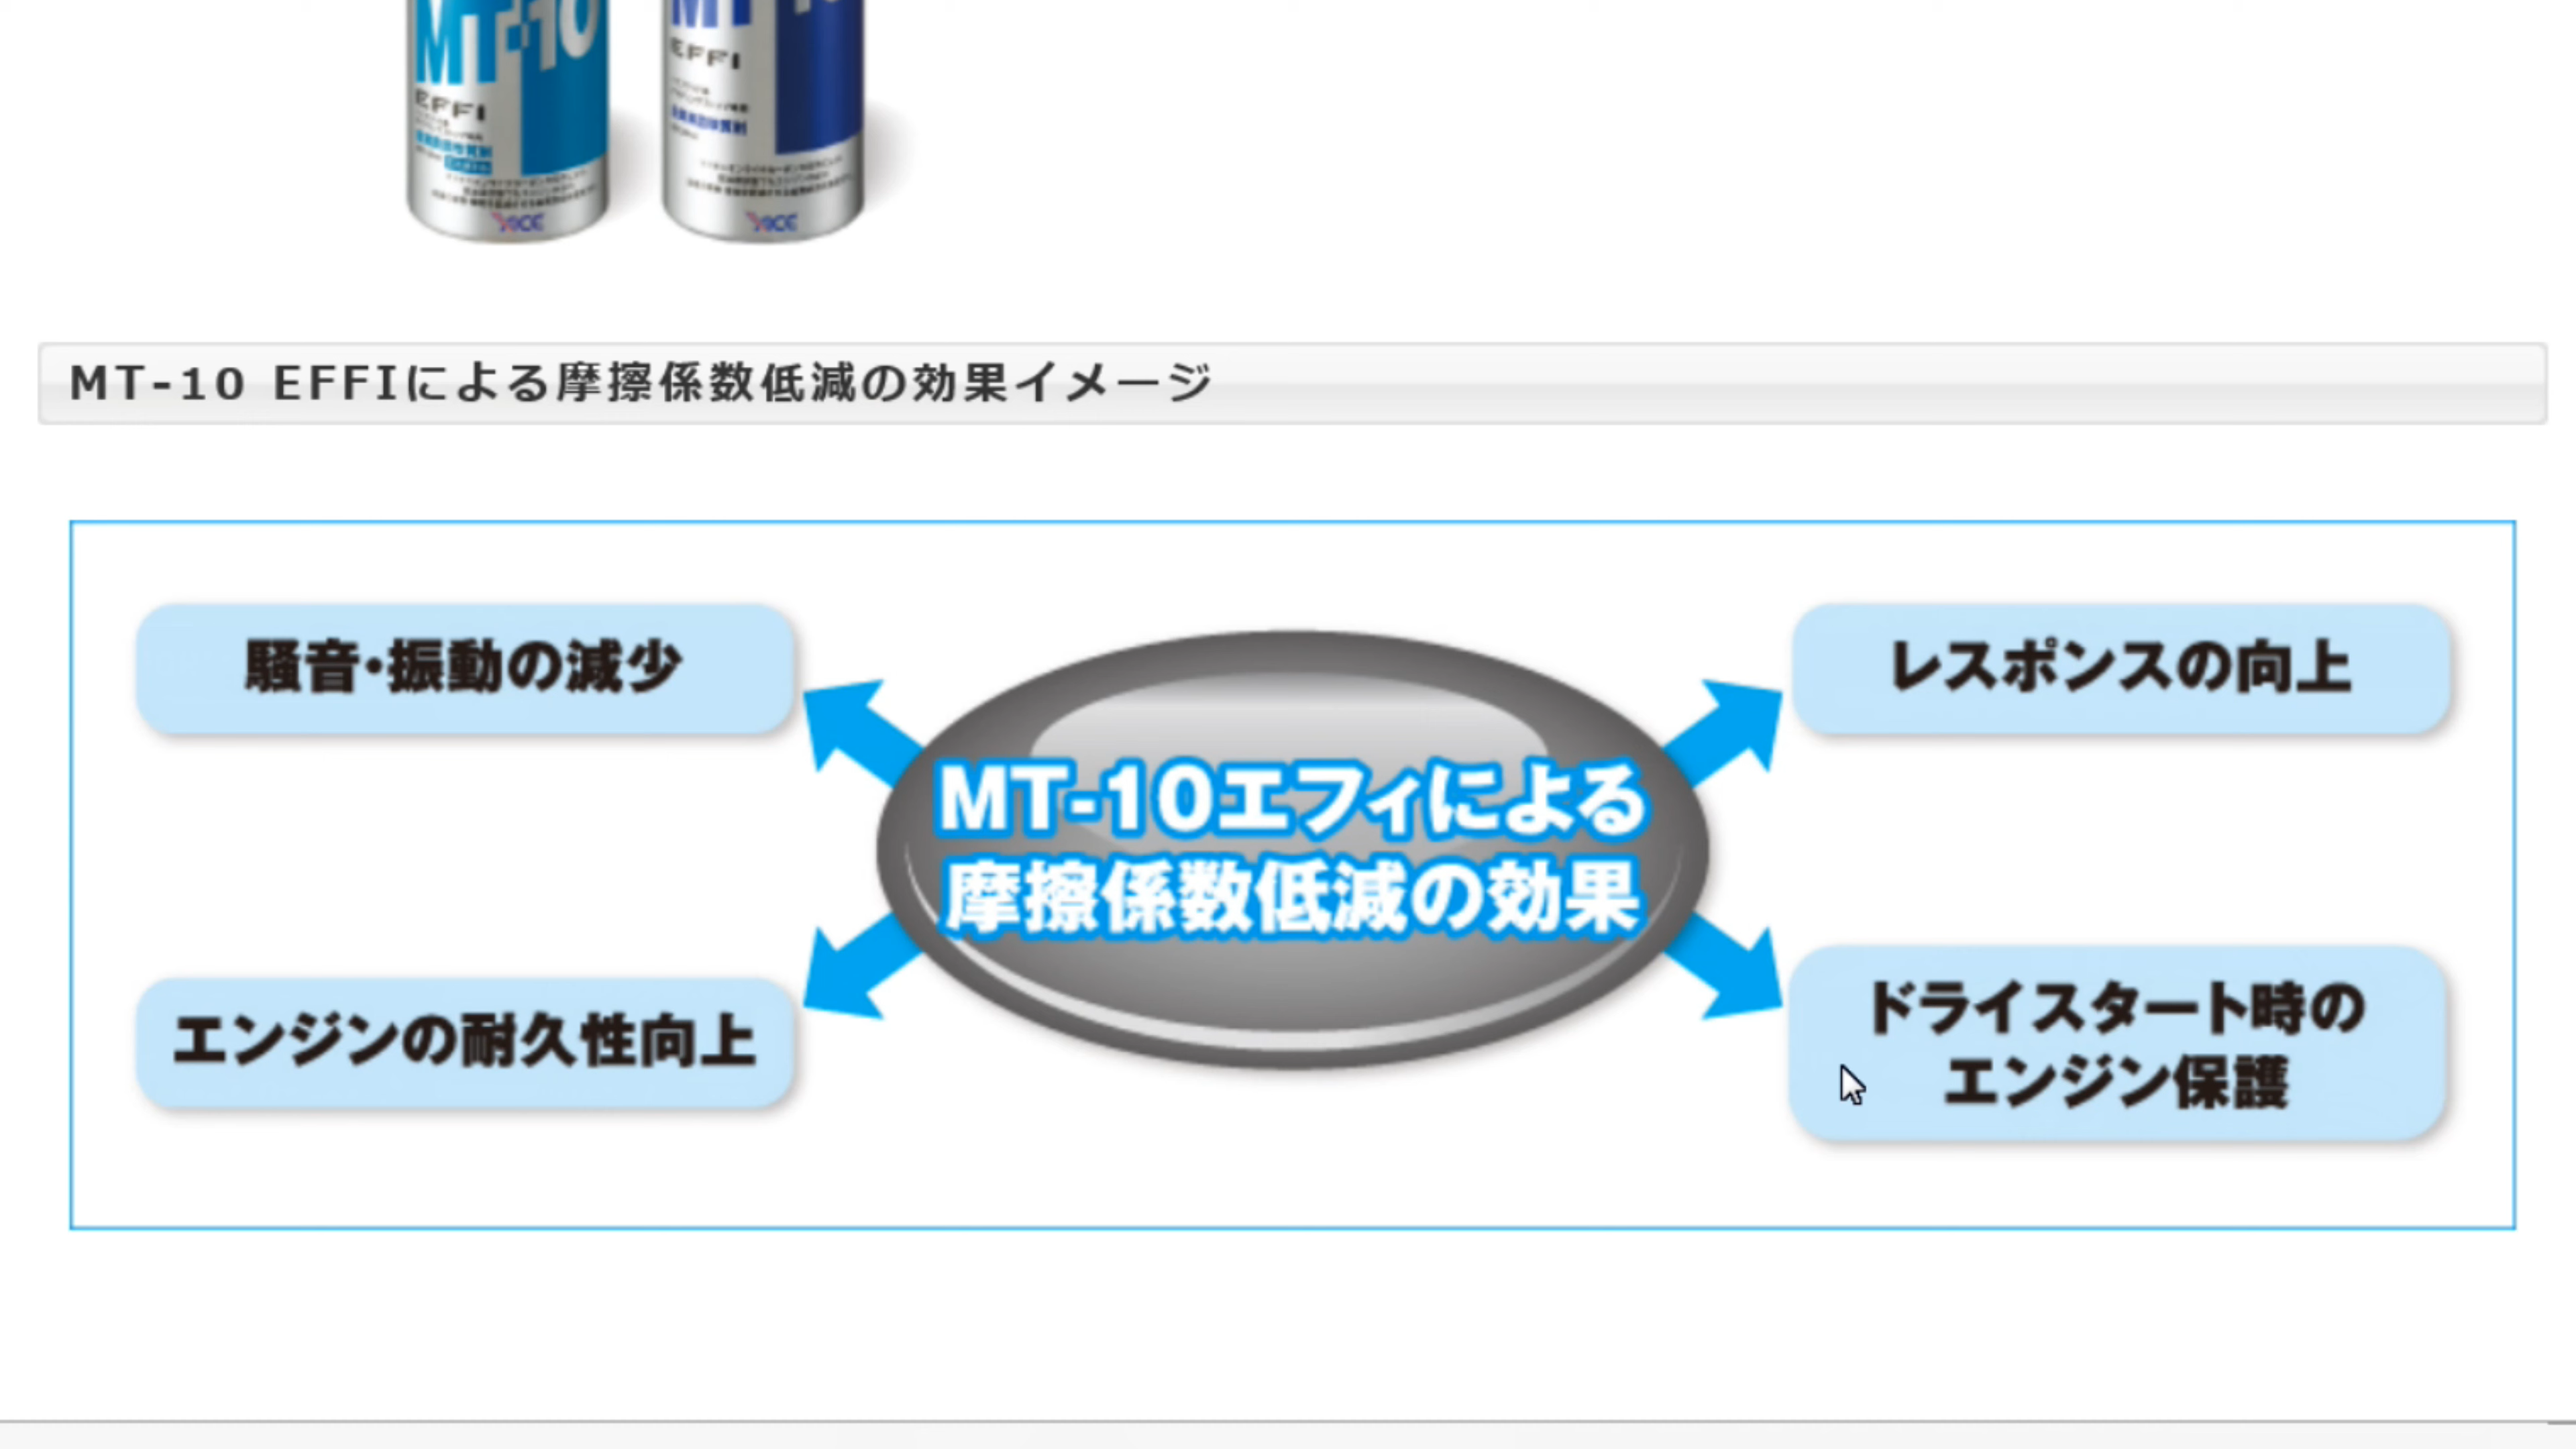 MT-10
EFFI
MT-10
EFFI
MT-10 EFFIによる摩擦係数低減の効果イメージ
騒音・振動の減少
レスポンスの向上
MT-10エフィによる
摩擦係数低減の効果
エンジンの耐久性向上
ドライスタート時の
エンジン保護